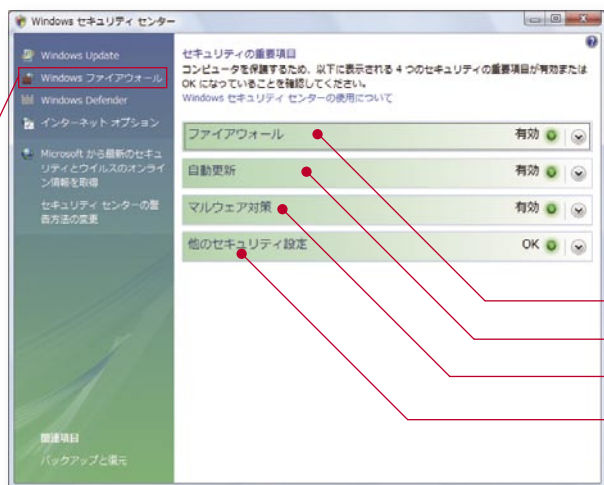 Windows セキュリティ センター
Windows Update
Windows ファイアウォール
Windows Defender
インターネット オプション
Microsoft から最新のセキュ
リティとウイルスのオンライ
ン情報を取得
セキュリティ センターの警
告方法の変更
関連項目
バックアップと復元
セキュリティの重要項目
コンピュータを保護するため、以下に表示される 4 つのセキュリティの重要項目が有効または
OK になっていることを確認してください。
Windows セキュリティ センターの使用について
ファイアウォール 有効
自動更新 有効
マルウェア対策 有効
他のセキュリティ設定 OK